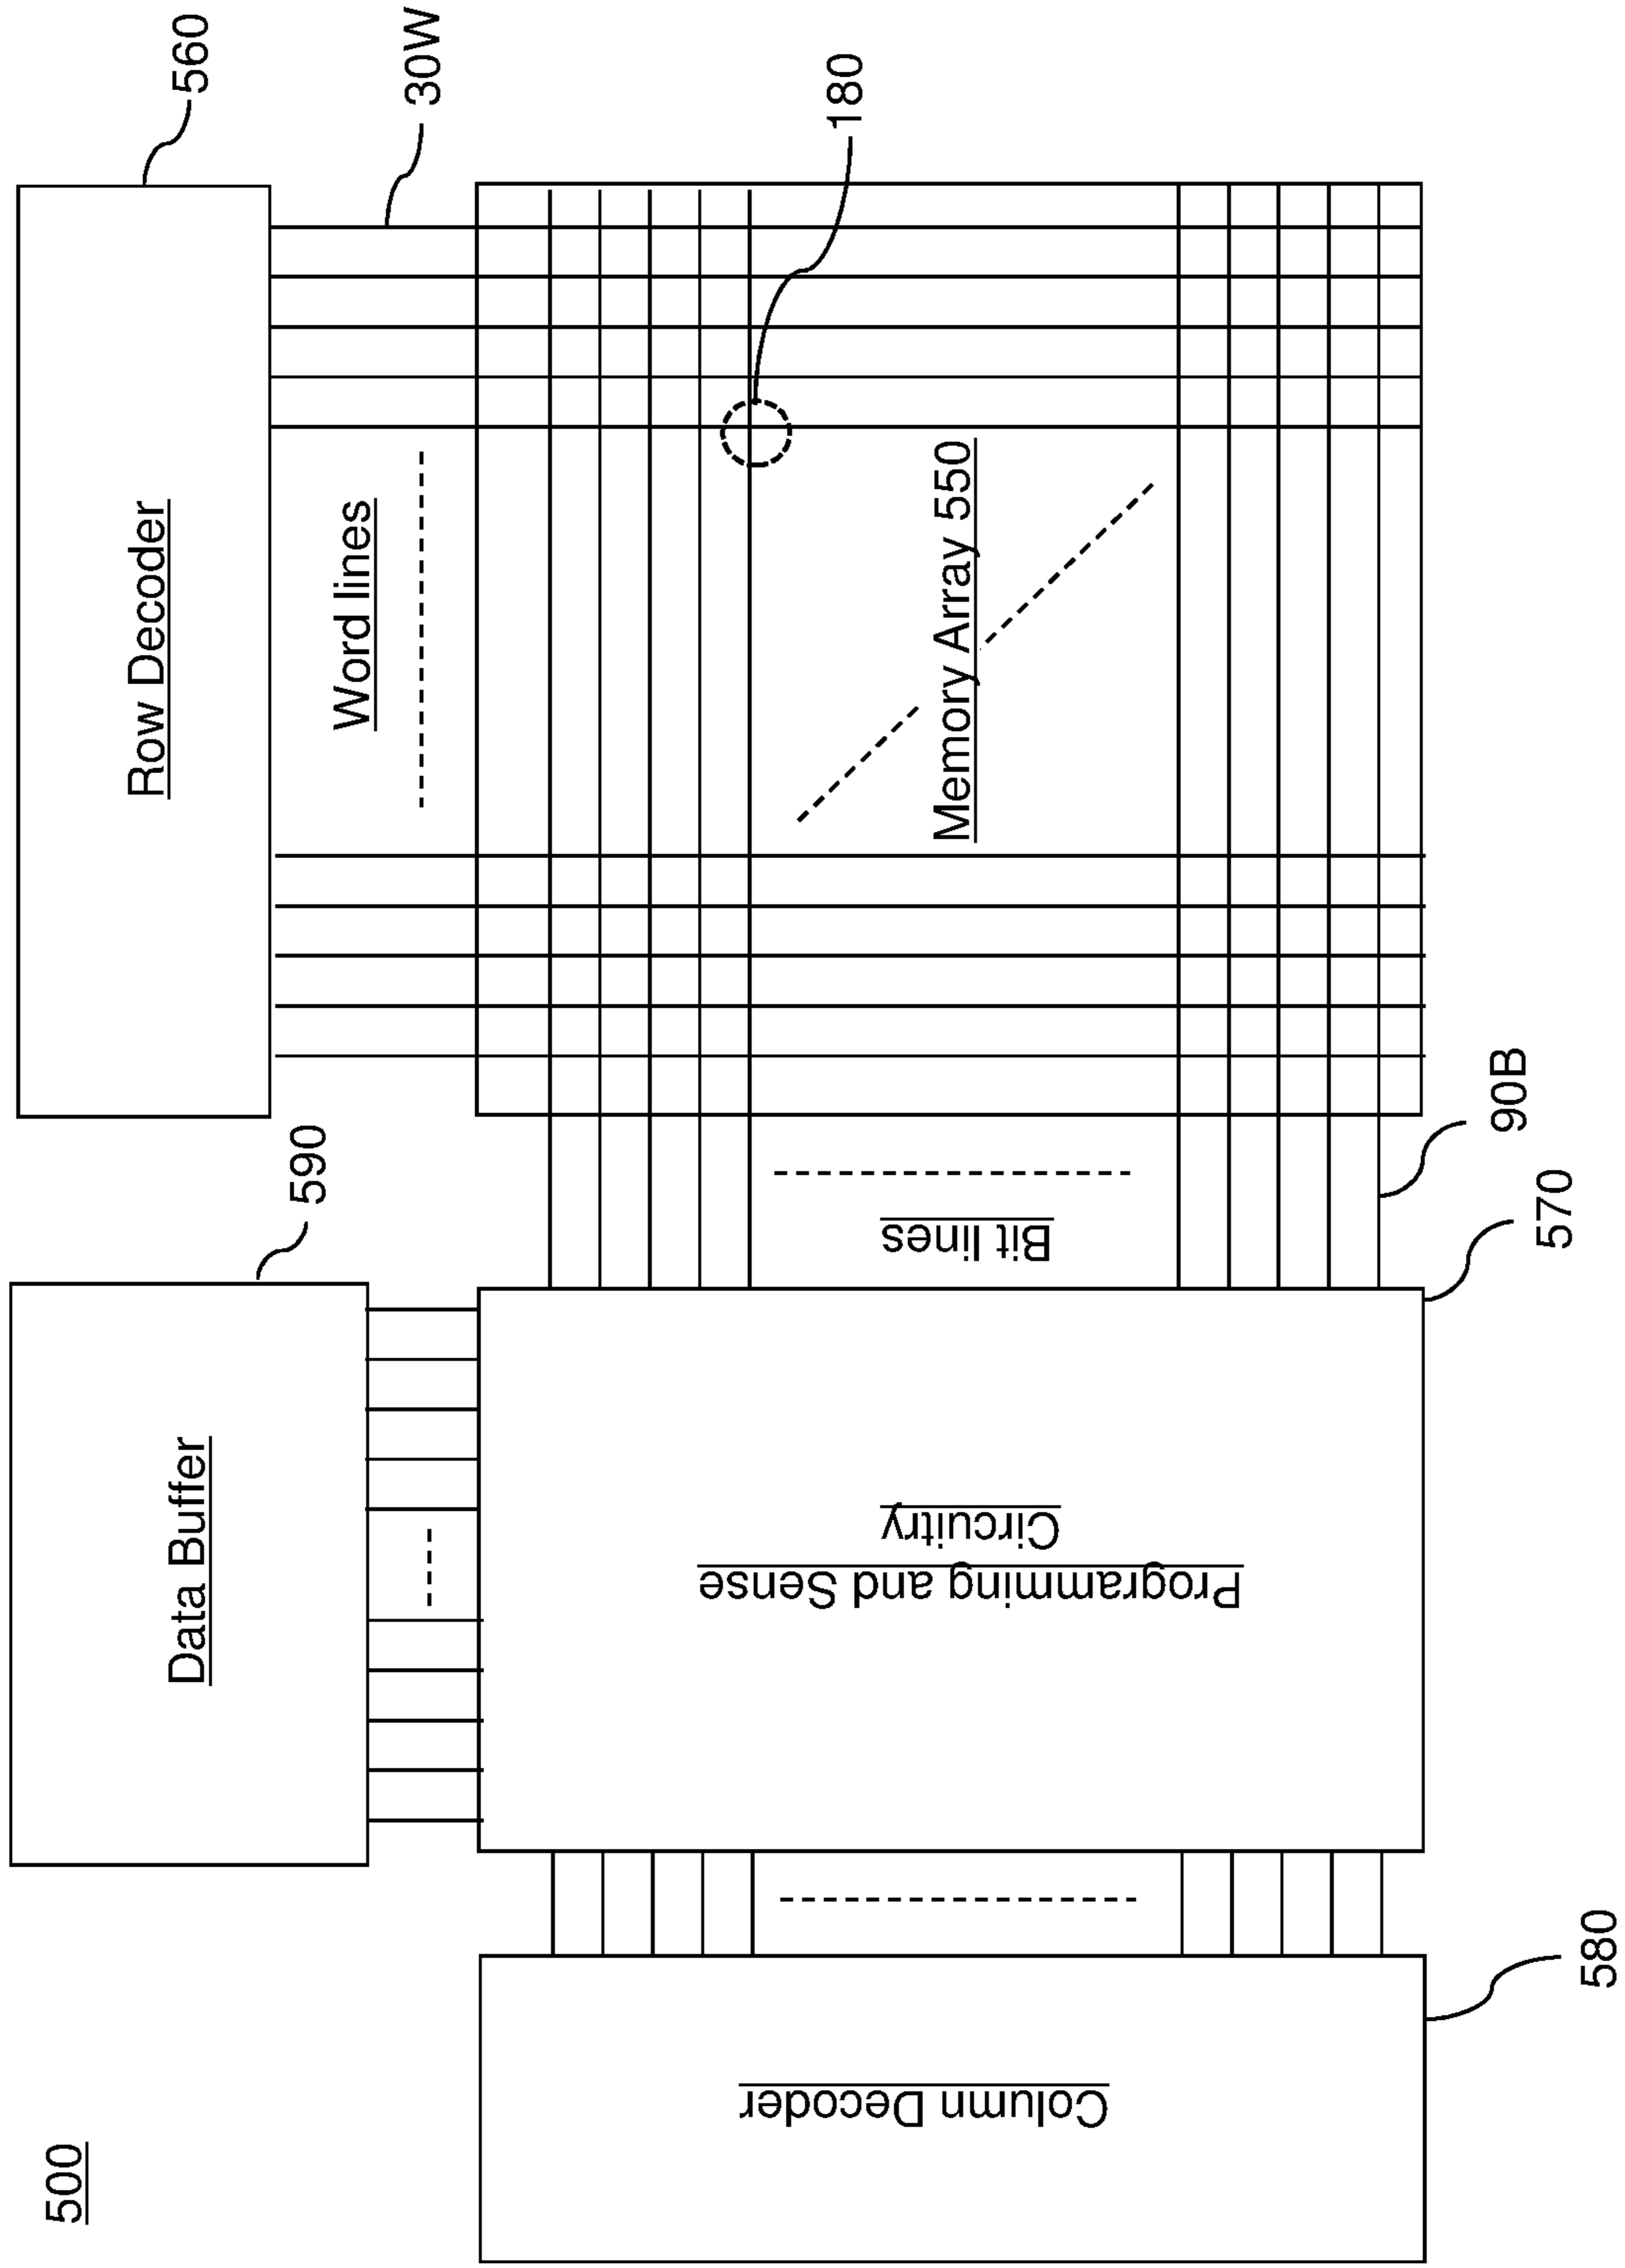 500
Row Decoder
560
Word lines
30W
180
Memory Array 550
Data Buffer
590
Bit lines
90B
Programming and Sense
Circuitry
570
Column Decoder
580